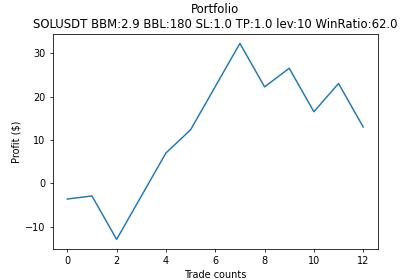 Portfolio
SOLUSDT BBM:2.9 BBL:180 SL:1.0 TP:1.0 lev:10 WinRatio:62.0
30
20
10
0
−10
Profit ($)
0 2 4 6 8 10 12
Trade counts